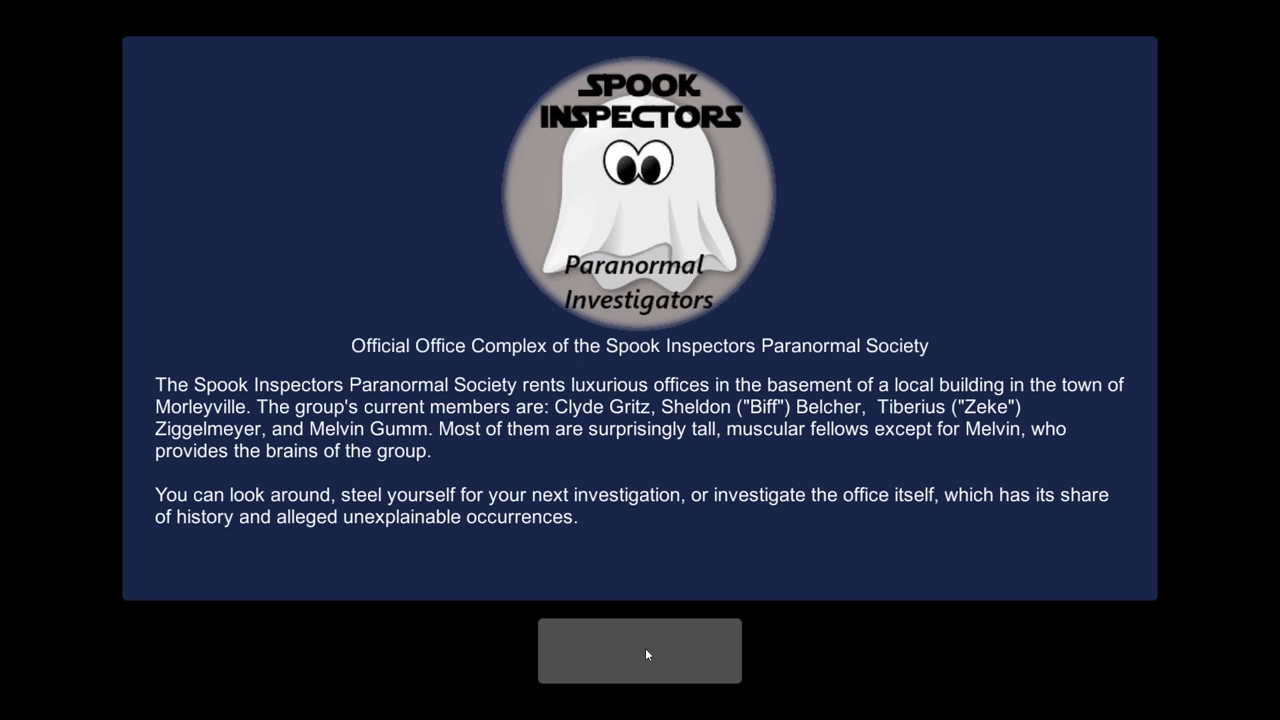 SPOOK
INSPECTORS
Paranormal
Investigators
Official Office Complex of the Spook Inspectors Paranormal Society
The Spook Inspectors Paranormal Society rents luxurious offices in the basement of a local building in the town of
Morleyville. The group's current members are: Clyde Gritz, Sheldon ("Biff") Belcher,  Tiberius ("Zeke")
Ziggelmeyer, and Melvin Gumm. Most of them are surprisingly tall, muscular fellows except for Melvin, who
provides the brains of the group.
You can look around, steel yourself for your next investigation, or investigate the office itself, which has its share
of history and alleged unexplainable occurrences.